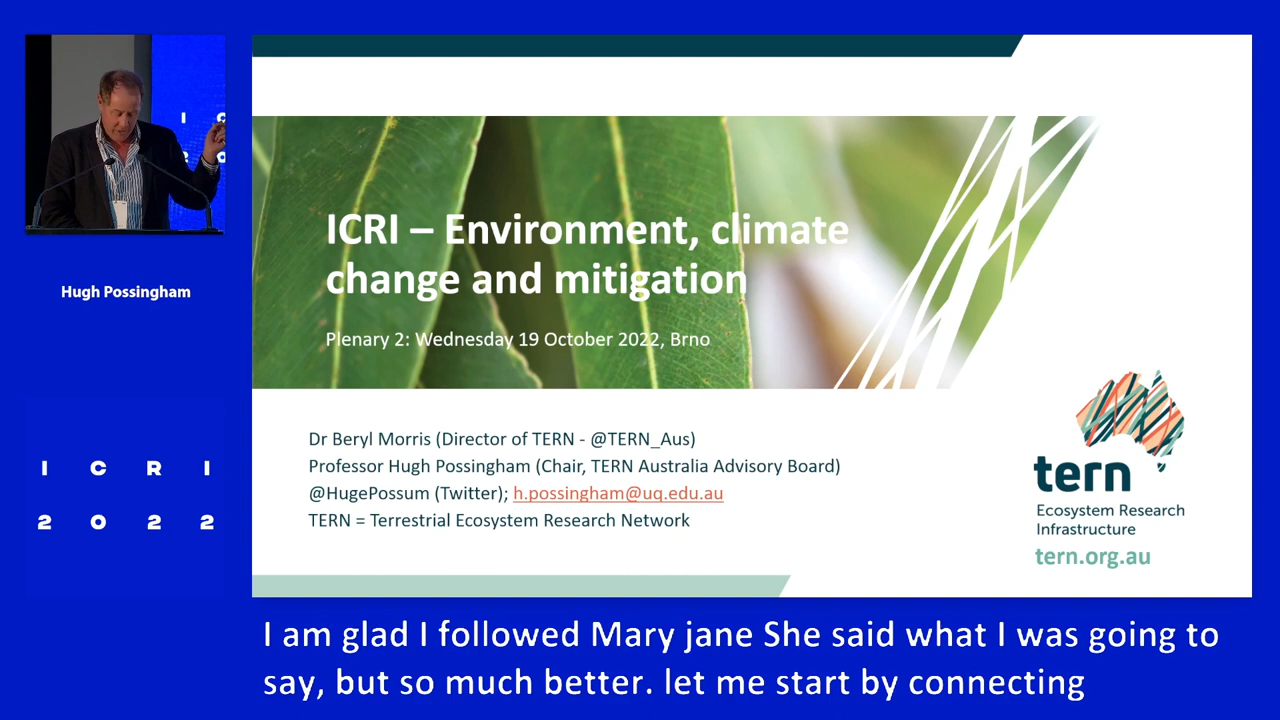 Hugh Possingham
I C R I
2 0 2 2
ICRI – Environment, climate
change and mitigation
Plenary 2: Wednesday 19 October 2022, Brno
Dr Beryl Morris (Director of TERN - @TERN_Aus)
Professor Hugh Possingham (Chair, TERN Australia Advisory Board)
@HugePossum (Twitter); h.possingham@uq.edu.au
TERN = Terrestrial Ecosystem Research Network
tern
Ecosystem Research
Infrastructure
tern.org.au
I am glad I followed Mary jane She said what I was going to
say, but so much better. let me start by connecting